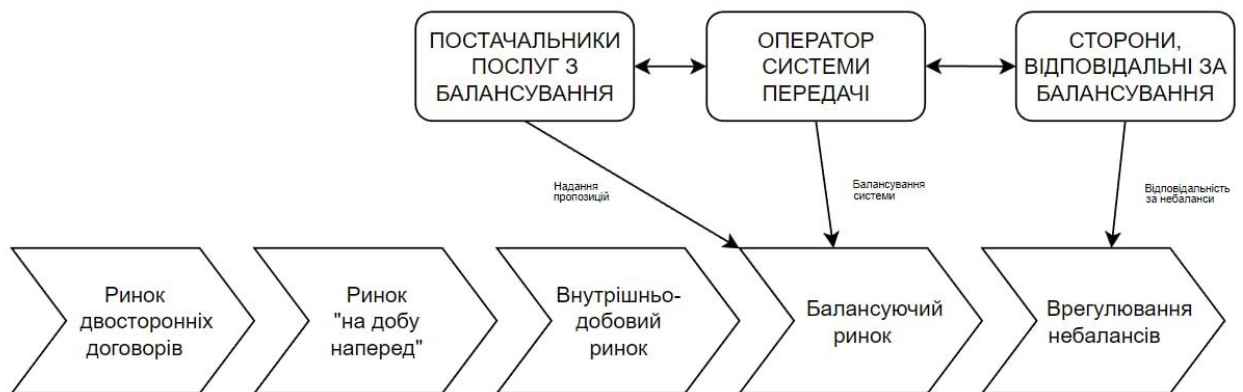 ПОСТАЧАЛЬНИКИ
ПОСЛУГ З
БАЛАНСУВАННЯ
ОПЕРАТОР
СИСТЕМИ
ПЕРЕДАЧІ
СТОРОНИ,
ВІДПОВІДАЛЬНІ ЗА
БАЛАНСУВАННЯ
Надання
пропозицій
Балансування
системи
Відповідальність
за небаланси
Ринок
двосторонніх
договорів
Ринок
"на добу
наперед"
Внутрішньо-
добовий
ринок
Балансуючий
ринок
Врегулювання
небалансів